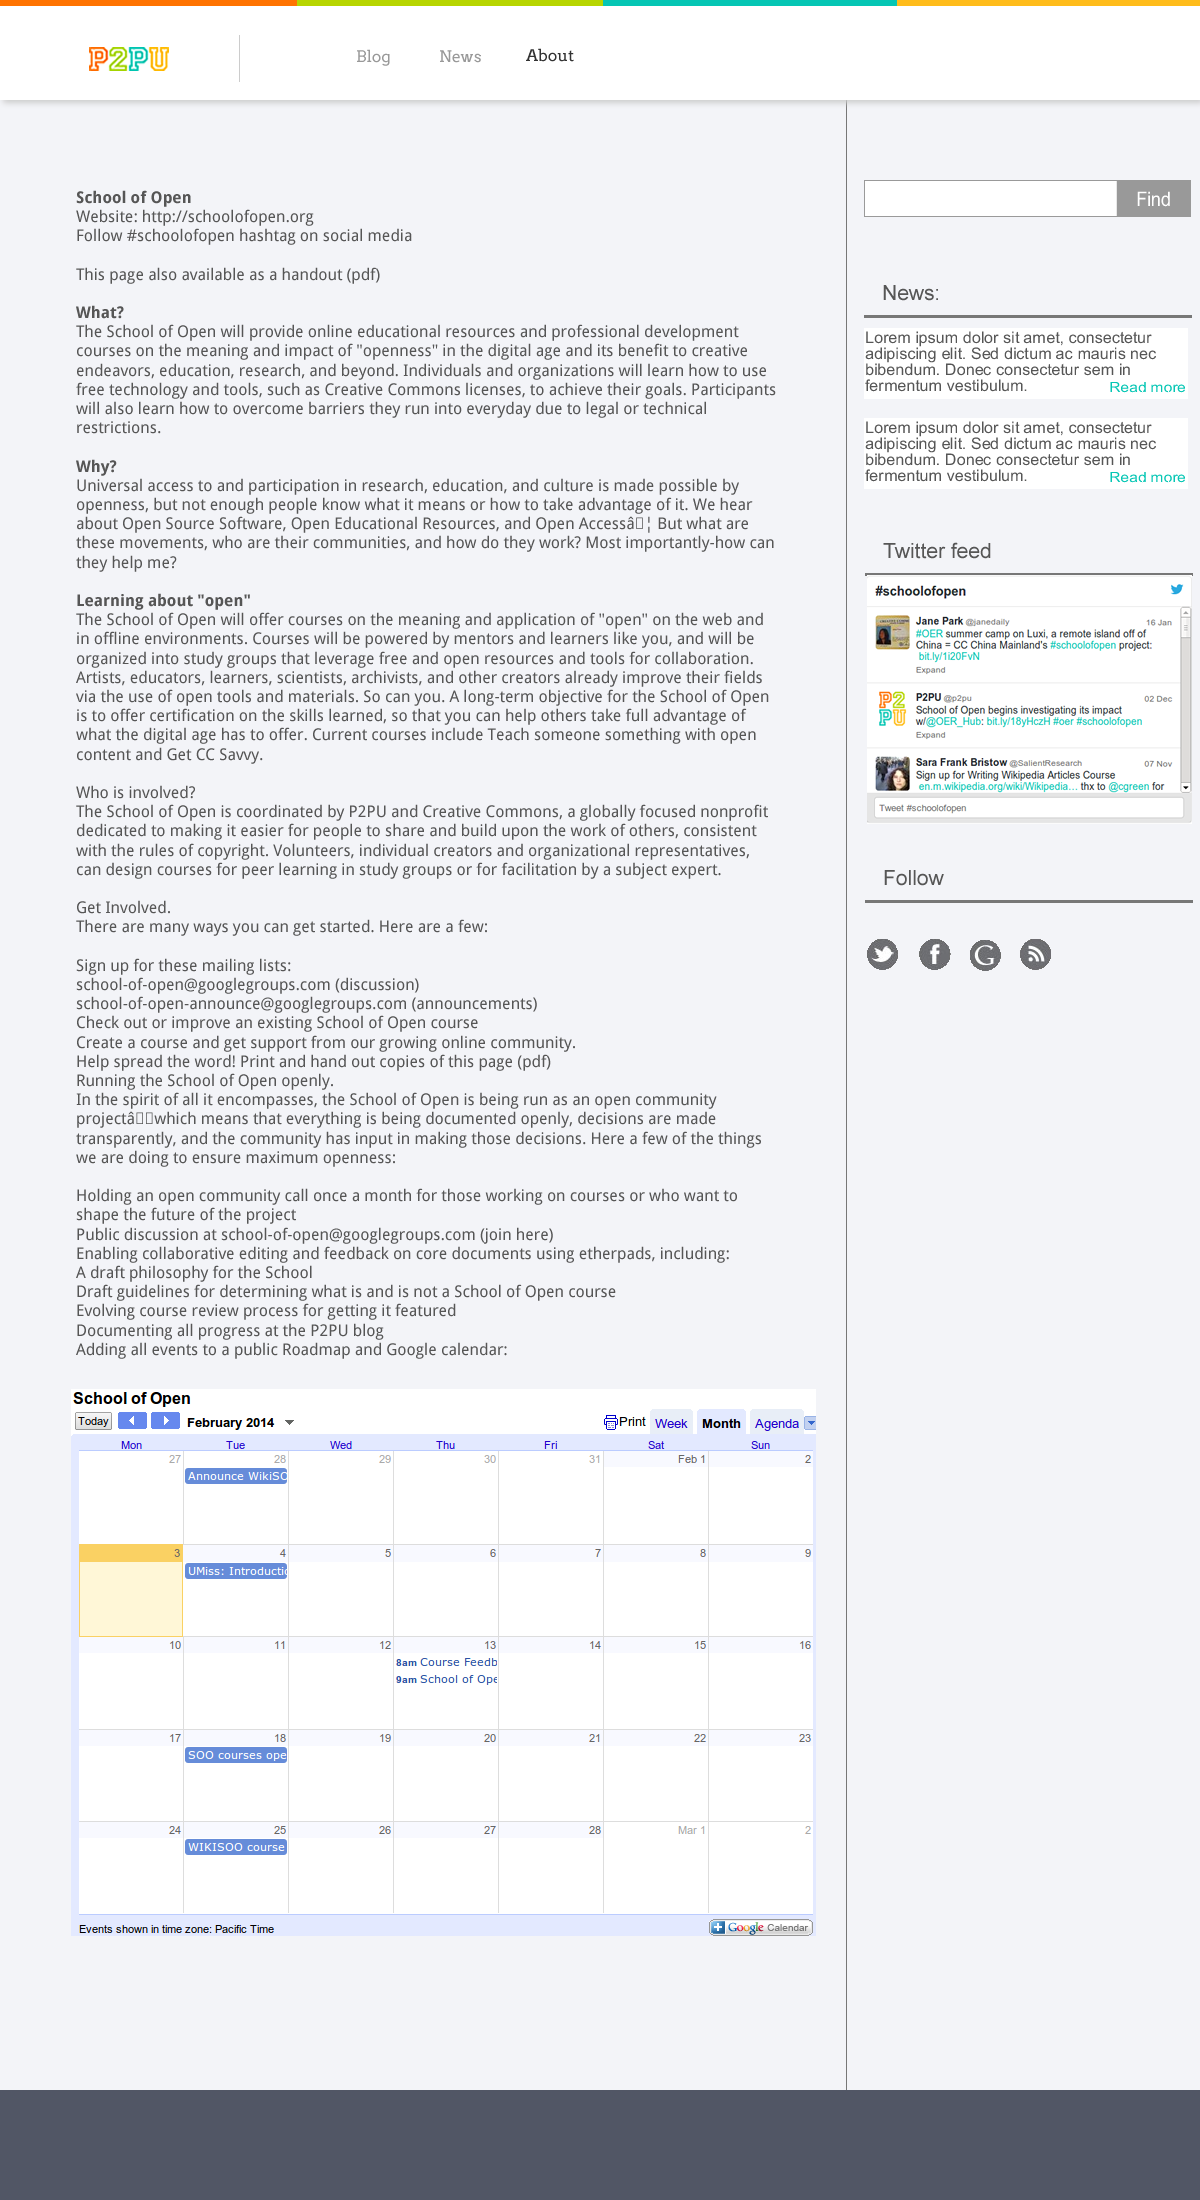 P2PU
Blog
News
About
School of Open
Website: http://schoolofopen.org
Follow #schoolofopen hashtag on social media
This page also available as a handout (pdf)
What?
The School of Open will provide online educational resources and professional development
courses on the meaning and impact of "openness" in the digital age and its benefit to creative
endeavors, education, research, and beyond. Individuals and organizations will learn how to use
free technology and tools, such as Creative Commons licenses, to achieve their goals. Participants
will also learn how to overcome barriers they run into everyday due to legal or technical
restrictions.
Why?
Universal access to and participation in research, education, and culture is made possible by
openness, but not enough people know what it means or how to take advantage of it. We hear
about Open Source Software, Open Educational Resources, and Open Accessâ▯¦ But what are
these movements, who are their communities, and how do they work? Most importantly-how can
they help me?
Learning about "open"
The School of Open will offer courses on the meaning and application of "open" on the web and
in offline environments. Courses will be powered by mentors and learners like you, and will be
organized into study groups that leverage free and open resources and tools for collaboration.
Artists, educators, learners, scientists, archivists, and other creators already improve their fields
via the use of open tools and materials. So can you. A long-term objective for the School of Open
is to offer certification on the skills learned, so that you can help others take full advantage of
what the digital age has to offer. Current courses include Teach someone something with open
content and Get CC Savvy.
Who is involved?
The School of Open is coordinated by P2PU and Creative Commons, a globally focused nonprofit
dedicated to making it easier for people to share and build upon the work of others, consistent
with the rules of copyright. Volunteers, individual creators and organizational representatives,
can design courses for peer learning in study groups or for facilitation by a subject expert.
Get Involved.
There are many ways you can get started. Here are a few:
Sign up for these mailing lists:
school-of-open@googlegroups.com (discussion)
school-of-open-announce@googlegroups.com (announcements)
Check out or improve an existing School of Open course
Create a course and get support from our growing online community.
Help spread the word! Print and hand out copies of this page (pdf)
Running the School of Open openly.
In the spirit of all it encompasses, the School of Open is being run as an open community
projectâ▯▯which means that everything is being documented openly, decisions are made
transparently, and the community has input in making those decisions. Here a few of the things
we are doing to ensure maximum openness:
Holding an open community call once a month for those working on courses or who want to
shape the future of the project
Public discussion at school-of-open@googlegroups.com (join here)
Enabling collaborative editing and feedback on core documents using etherpads, including:
A draft philosophy for the School
Draft guidelines for determining what is and is not a School of Open course
Evolving course review process for getting it featured
Documenting all progress at the P2PU blog
Adding all events to a public Roadmap and Google calendar:
School of Open
Today February 2014 Print Week Month Agenda
Mon Tue Wed Thu Fri Sat Sun
27 28 29 30 31 Feb 1 2
Announce WikiSO
3 4 5 6 7 8 9
UMiss: Introductio
10 11 12 13 14 15 16
8am Course Feedb
9am School of Ope
17 18 19 20 21 22 23
SOO courses ope
24 25 26 27 28 Mar 1 2
WIKISOO course
Events shown in time zone: Pacific Time
Google Calendar
Find
News:
Lorem ipsum dolor sit amet, consectetur
adipiscing elit. Sed dictum ac mauris nec
bibendum. Donec consectetur sem in
fermentum vestibulum. Read more
Lorem ipsum dolor sit amet, consectetur
adipiscing elit. Sed dictum ac mauris nec
bibendum. Donec consectetur sem in
fermentum vestibulum. Read more
Twitter feed
#schoolofopen
Jane Park @janedaily 16 Jan
#OER summer camp on Luxi, a remote island off of
China = CC China Mainland's #schoolofopen project:
bit.ly/1i20FvN
Expand
P2PU
P2PU @p2pu 02 Dec
School of Open begins investigating its impact
w/@OER_Hub: bit.ly/18yHczH #oer #schoolofopen
Expand
Sara Frank Bristow @SalientResearch 07 Nov
Sign up for Writing Wikipedia Articles Course
en.m.wikipedia.org/wiki/Wikipedia… thx to @cgreen for
Tweet #schoolofopen
Follow